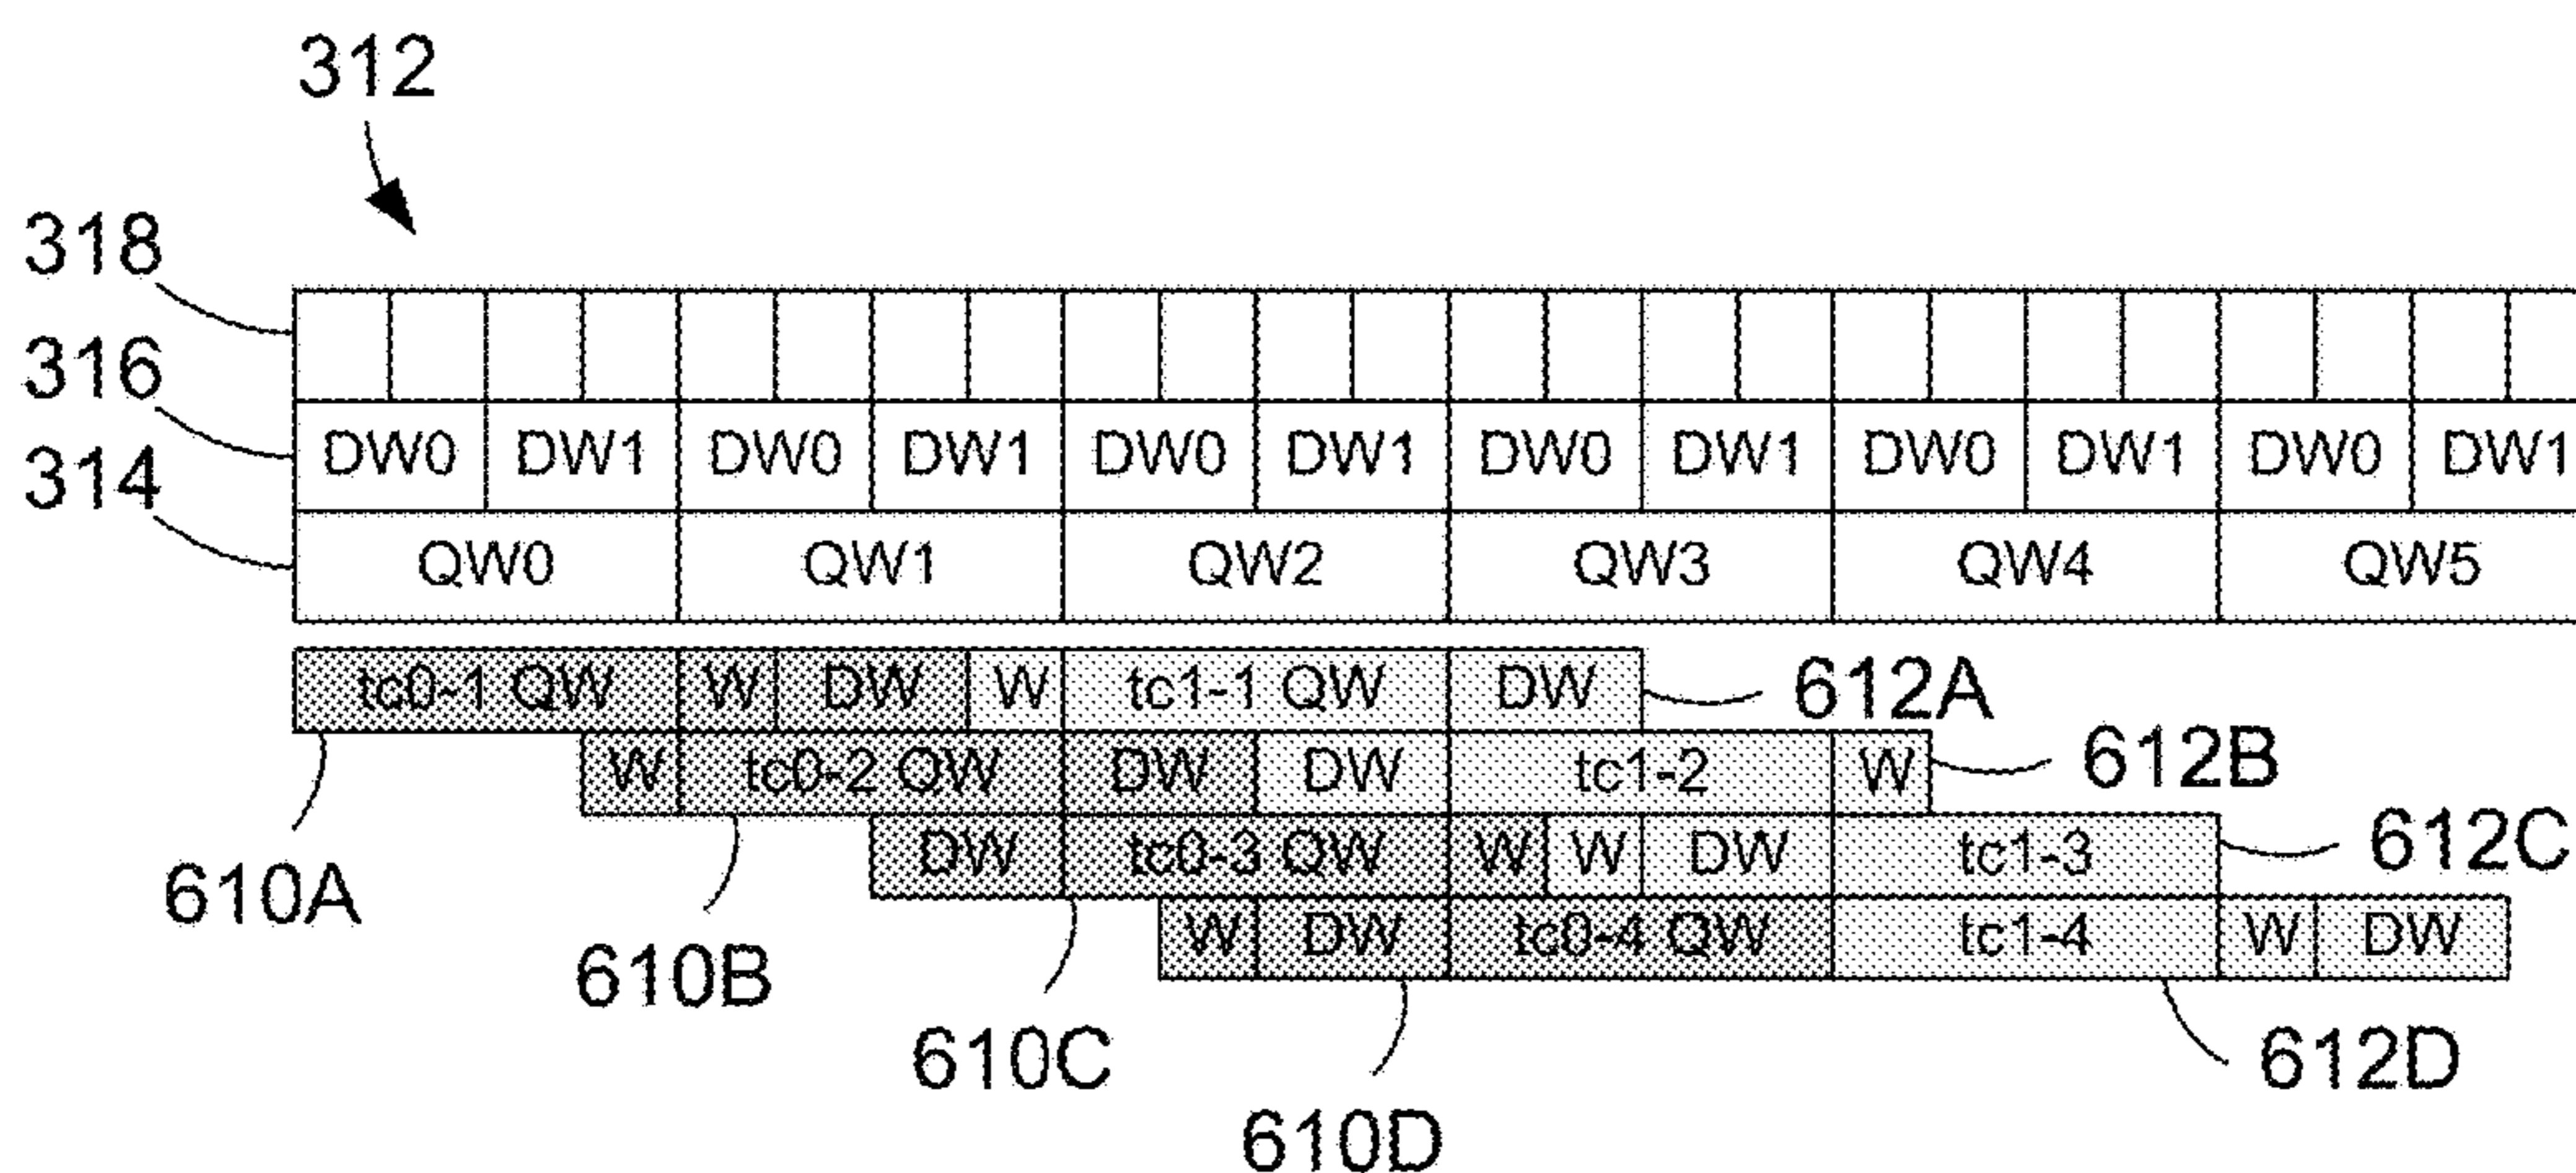 312
318
316
314
DW0 DW1 DW0 DW1 DW0 DW1 DW0 DW1 DW0 DW1 DW0 DW1
QW0 QW1 QW2 QW3 QW4 QW5
tc0-1 QW W DW W tc1-1 QW DW 612A
W tc0-2 QW DW DW tc1-2 W 612B
DW tc0-3 QW W W DW tc1-3 612C
W DW tc0-4 QW tc1-4 W DW
610A
610B
610C
612D
610D